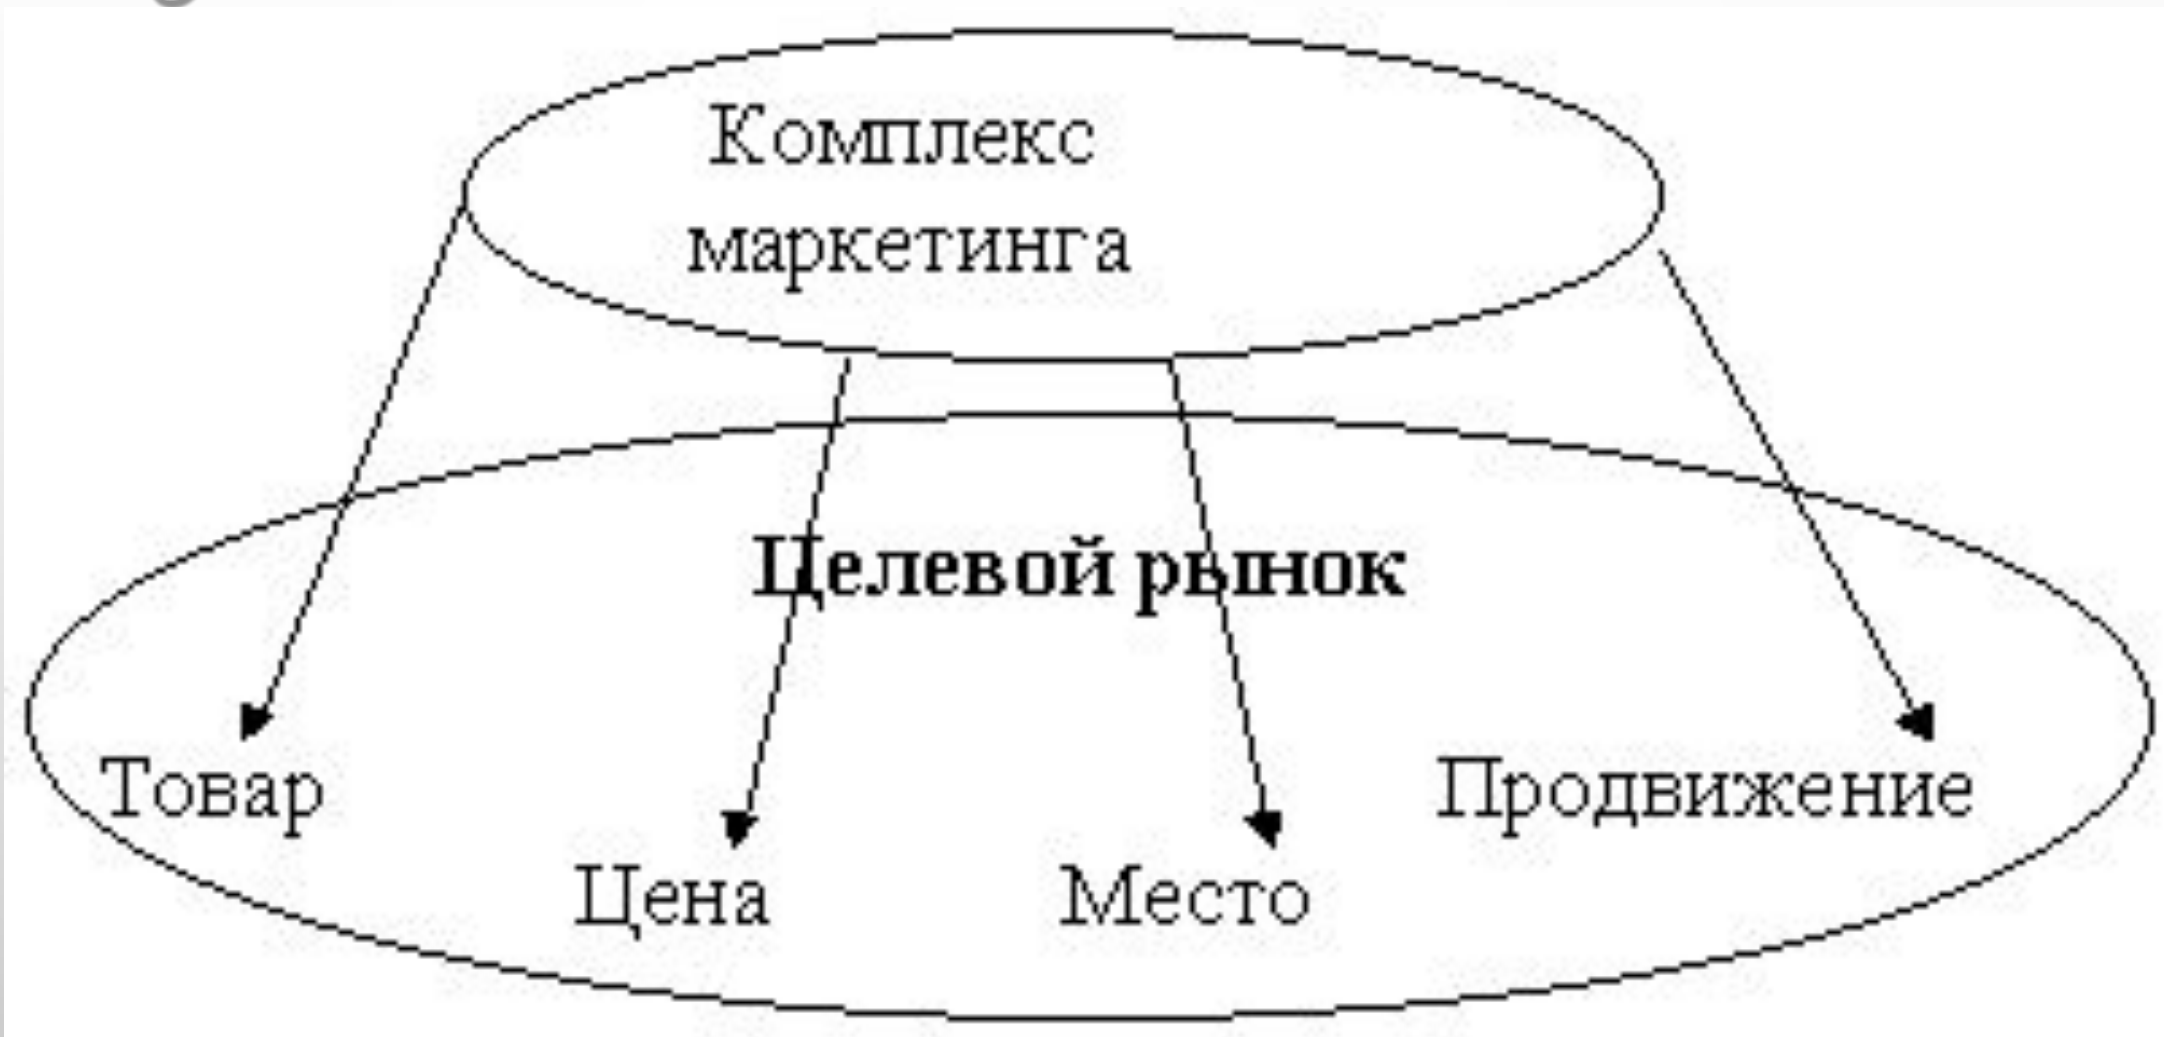 Комплекс
маркетинга
Целевой рынок
Товар
Продвижение
Цена
Место